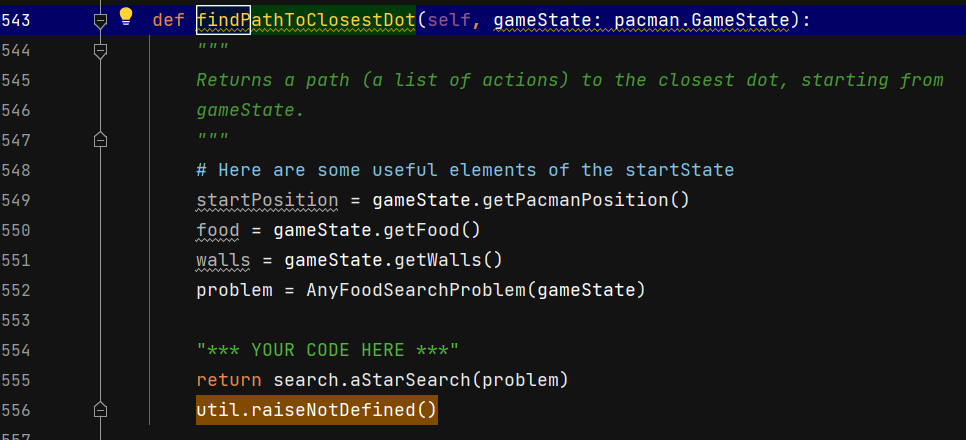 543 def findPathToClosestDot(self, gameState: pacman.GameState):
544 """
545 Returns a path (a list of actions) to the closest dot, starting from
546 gameState.
547 """
548 # Here are some useful elements of the startState
549 startPosition = gameState.getPacmanPosition()
550 food = gameState.getFood()
551 walls = gameState.getWalls()
552 problem = AnyFoodSearchProblem(gameState)
553
554 "*** YOUR CODE HERE ***"
555 return search.aStarSearch(problem)
556 util.raiseNotDefined()
557